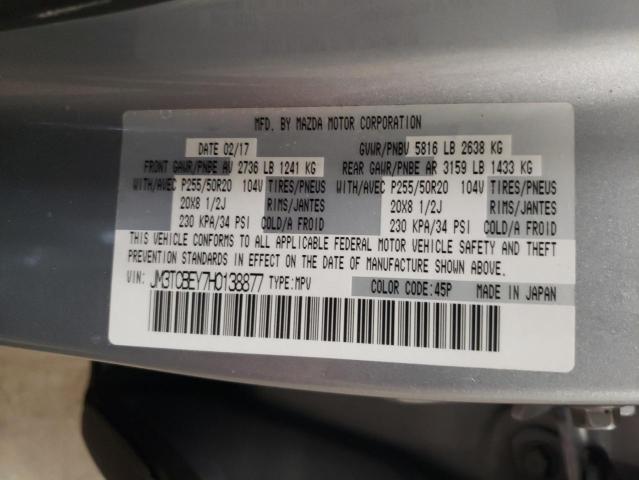 MFD. BY MAZDA MOTOR CORPORATION
DATE 02/17 GVWR/PNBV 5816 LB 2638 KG
FRONT GAWR/PNBE AV 2736 LB 1241 KG REAR GAWR/PNBE AR 3159 LB 1433 KG
WITH/AVEC P255/50R20 104V TIRES/PNEUS WITH/AVEC P255/50R20 104V TIRES/PNEUS
20X8 1/2J RIMS/JANTES 20X8 1/2J RIMS/JANTES
230 KPA/34 PSI COLD/A FROID 230 KPA/34 PSI COLD/A FROID
THIS VEHICLE CONFORMS TO ALL APPLICABLE FEDERAL MOTOR VEHICLE SAFETY AND THEFT
PREVENTION STANDARDS IN EFFECT ON THE DATE OF MANUFACTURE SHOWN ABOVE.
VIN: JM3TCBEY7H0138877 TYPE:MPV COLOR CODE:45P MADE IN JAPAN